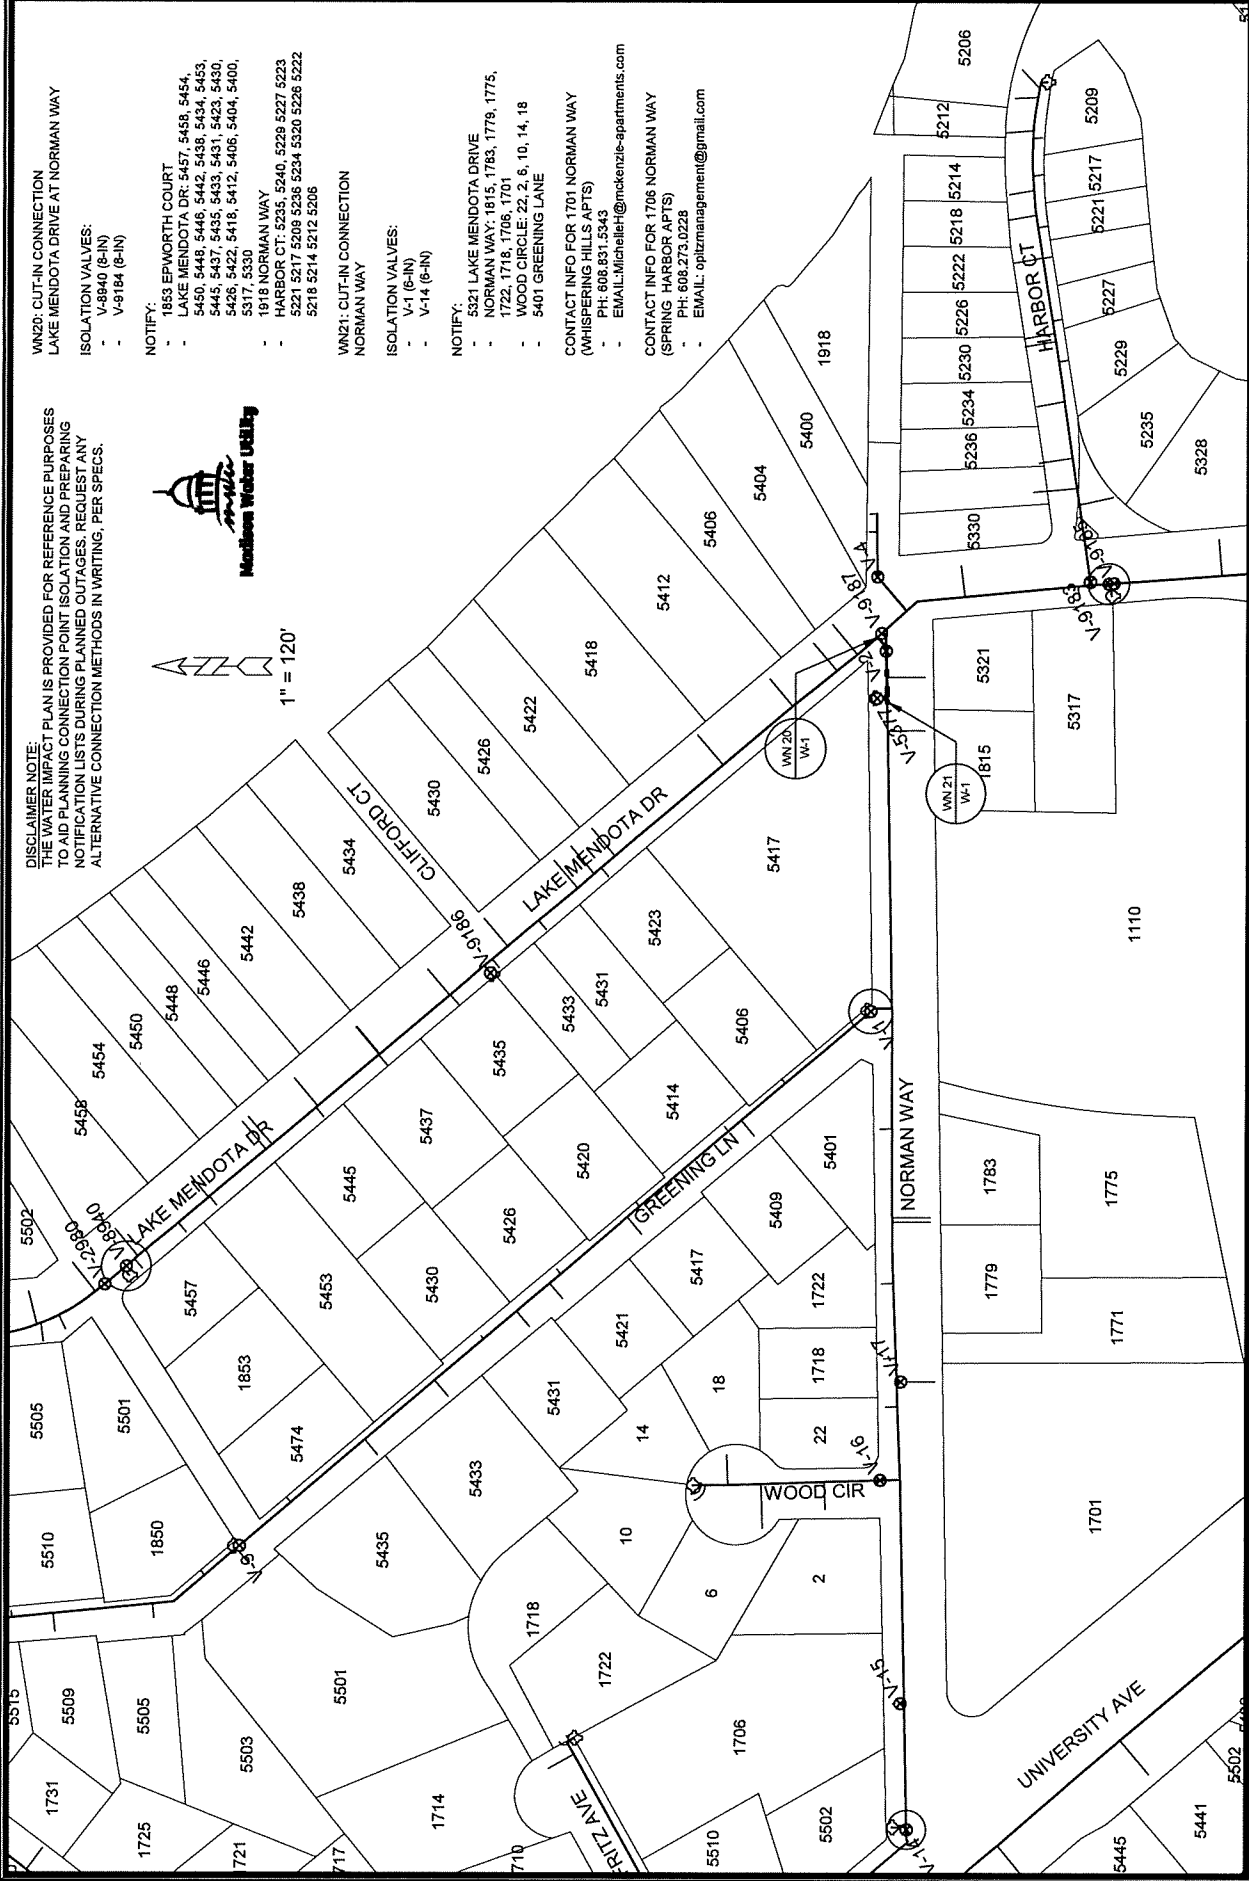 DISCLAIMER NOTE:
THE WATER IMPACT PLAN IS PROVIDED FOR REFERENCE PURPOSES
TO AID PLANNING CONNECTION POINT ISOLATION AND PREPARING
NOTIFICATION LISTS DURING PLANNED OUTAGES. REQUEST ANY
ALTERNATIVE CONNECTION METHODS IN WRITING, PER SPECS.
Madison Water Utility
1" = 120'
WN20: CUT-IN CONNECTION
LAKE MENDOTA DRIVE AT NORMAN WAY
ISOLATION VALVES:
- V-8940 (8-IN)
- V-9184 (8-IN)
NOTIFY:
- 1853 EPWORTH COURT
- LAKE MENDOTA DR: 5457, 5458, 5454,
5450, 5448, 5446, 5442, 5438, 5434, 5453,
5445, 5437, 5435, 5433, 5431, 5423, 5430,
5426, 5422, 5418, 5412, 5406, 5404, 5400,
5317, 5330
- 1918 NORMAN WAY
- HARBOR CT: 5235, 5240, 5229 5227 5223
5221 5217 5209 5236 5234 5320 5226 5222
5218 5214 5212 5206
WN21: CUT-IN CONNECTION
NORMAN WAY
ISOLATION VALVES:
- V-1 (6-IN)
- V-14 (6-IN)
NOTIFY:
- 5321 LAKE MENDOTA DRIVE
- NORMAN WAY: 1815, 1783, 1779, 1775,
1722, 1718, 1706, 1701
- WOOD CIRCLE: 22, 2, 6, 10, 14, 18
- 5401 GREENING LANE
CONTACT INFO FOR 1701 NORMAN WAY
(WHISPERING HILLS APTS)
- PH: 608.831.5343
- EMAIL:MichelleH@mckenzie-apartments.com
CONTACT INFO FOR 1706 NORMAN WAY
(SPRING HARBOR APTS)
- PH: 608.273.0228
- EMAIL: opitzmanagement@gmail.com
5515
5509
5505
5503
5501
1731
1725
1721
1714
5510
5505
5501
1850
5502
V-2980
V-8940
LAKE MENDOTA DR
5458
5454
5450
5448
5446
5442
5438
5434
CLIFFORD CT
5430
5426
5422
5418
5412
5406
5404
5400
1918
5457
1853
5474
5453
5445
5437
5435
5433
5431
5423
5417
V-9186
LAKE MENDOTA DR
V-9
5435
5433
5430
5426
5420
5414
5406
5431
5421
5417
5409
5401
GREENING LN
V-1
1718
1722
1706
FRITZ AVE
5510
5502
10
6
2
14
18
22
1718
1722
WOOD CIR
V-16
V-17
V-15
V-14
NORMAN WAY
UNIVERSITY AVE
5445
5441
5502
1701
1771
1779
1783
1775
1110
1815
5321
5317
WN 20
W-1
WN 21
W-1
V-5377
V-2
V-9187
V-4
V-9183
5330
5236
5234
5230
5226
5222
5218
5214
5212
5206
HARBOR CT
5209
5217
5221
5227
5229
5235
5328